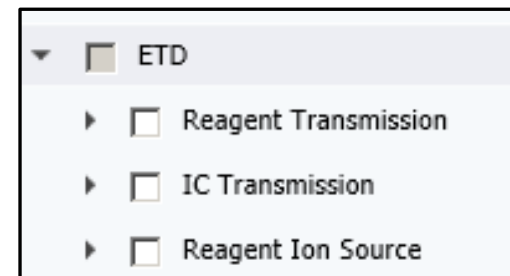 ETD
Reagent Transmission
IC Transmission
Reagent Ion Source